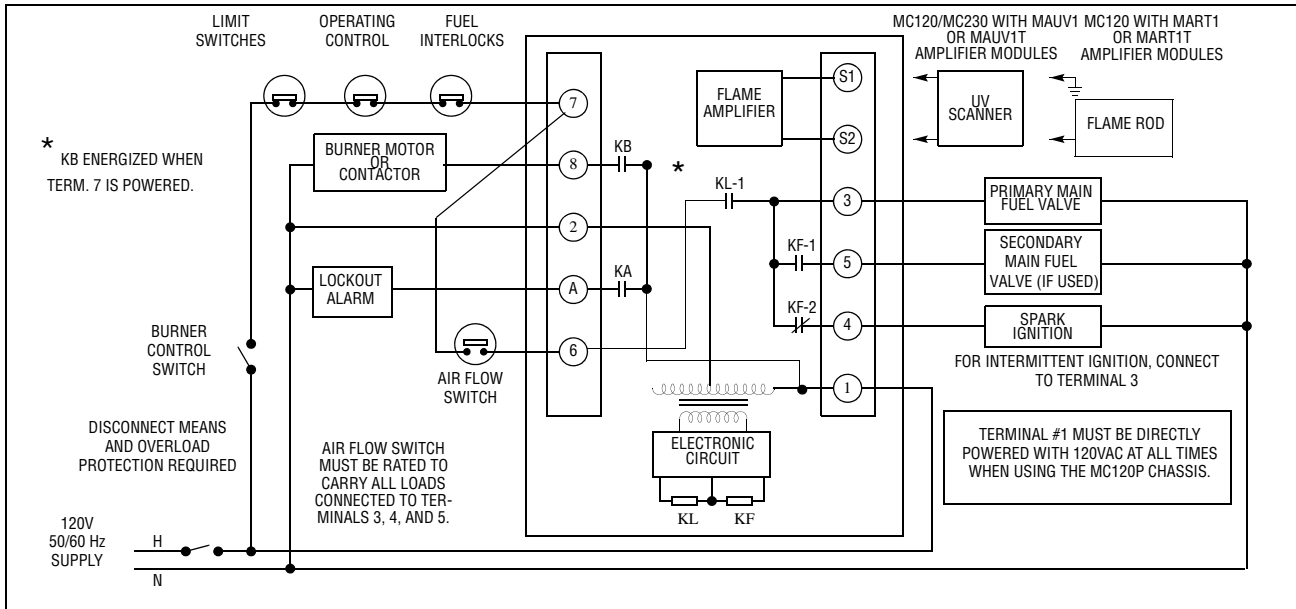 LIMIT
SWITCHES
OPERATING
CONTROL
FUEL
INTERLOCKS
MC120/MC230 WITH MAUV1
OR MAUV1T
AMPLIFIER MODULES
MC120 WITH MART1
OR MART1T
AMPLIFIER MODULES
*
KB ENERGIZED WHEN
TERM. 7 IS POWERED.
BURNER MOTOR
OR
CONTACTOR
LOCKOUT
ALARM
BURNER
CONTROL
SWITCH
AIR FLOW
SWITCH
DISCONNECT MEANS
AND OVERLOAD
PROTECTION REQUIRED
AIR FLOW SWITCH
MUST BE RATED TO
CARRY ALL LOADS
CONNECTED TO TER-
MINALS 3, 4, AND 5.
120V
50/60 Hz
SUPPLY
H
N
7
8
2
A
6
KB
KA
*
KL-1
KF-1
KF-2
FLAME
AMPLIFIER
ELECTRONIC
CIRCUIT
KL
KF
S1
S2
3
5
4
1
UV
SCANNER
FLAME ROD
PRIMARY MAIN
FUEL VALVE
SECONDARY
MAIN FUEL
VALVE (IF USED)
SPARK
IGNITION
FOR INTERMITTENT IGNITION, CONNECT
TO TERMINAL 3
TERMINAL #1 MUST BE DIRECTLY
POWERED WITH 120VAC AT ALL TIMES
WHEN USING THE MC120P CHASSIS.